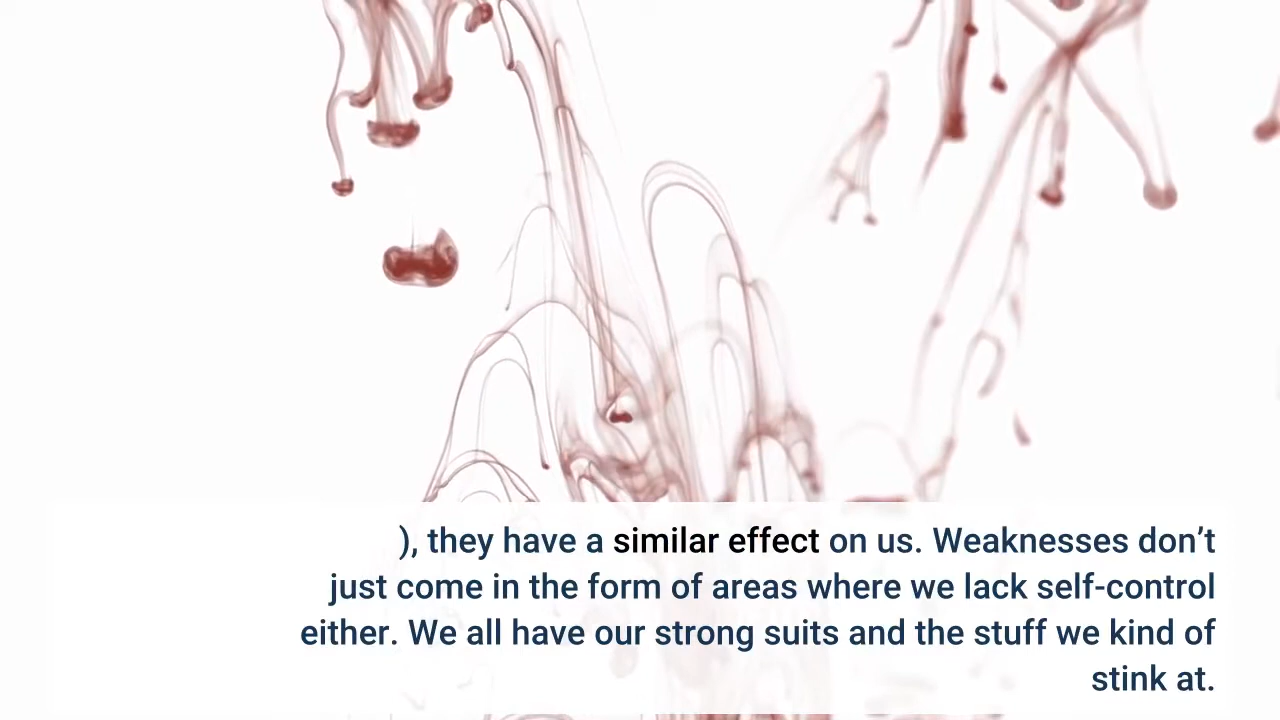 ), they have a similar effect on us. Weaknesses don’t
just come in the form of areas where we lack self-control
either. We all have our strong suits and the stuff we kind of
stink at.